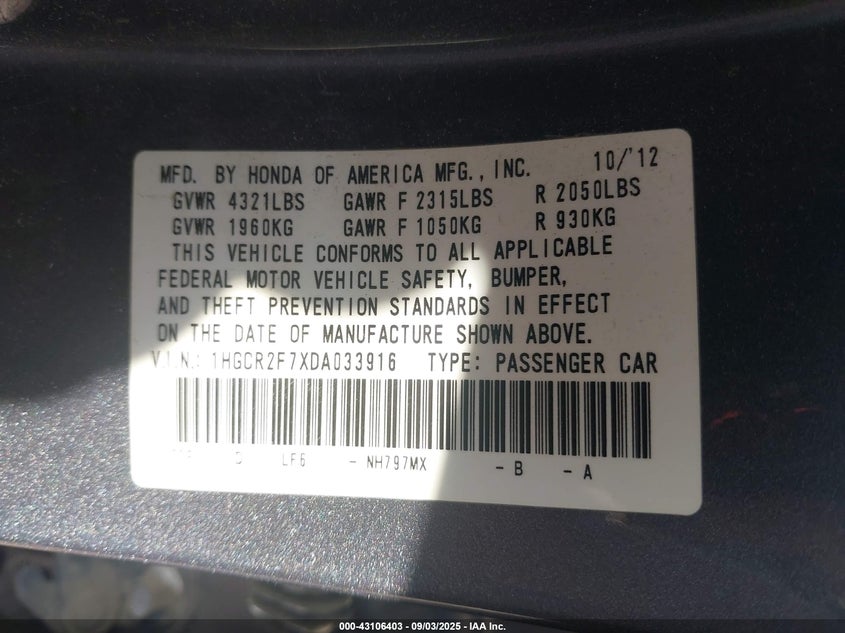 MFD. BY HONDA OF AMERICA MFG., INC. 10/'12
GVWR 4321LBS GAWR F 2315LBS R 2050LBS
GVWR 1960KG GAWR F 1050KG R 930KG
THIS VEHICLE CONFORMS TO ALL APPLICABLE
FEDERAL MOTOR VEHICLE SAFETY, BUMPER,
AND THEFT PREVENTION STANDARDS IN EFFECT
ON THE DATE OF MANUFACTURE SHOWN ABOVE.
V.I.N.: 1HGCR2F7XDA033916 TYPE: PASSENGER CAR
D LF6 - NH797MX - B - A
000-43106403 - 09/03/2025 - IAA Inc.